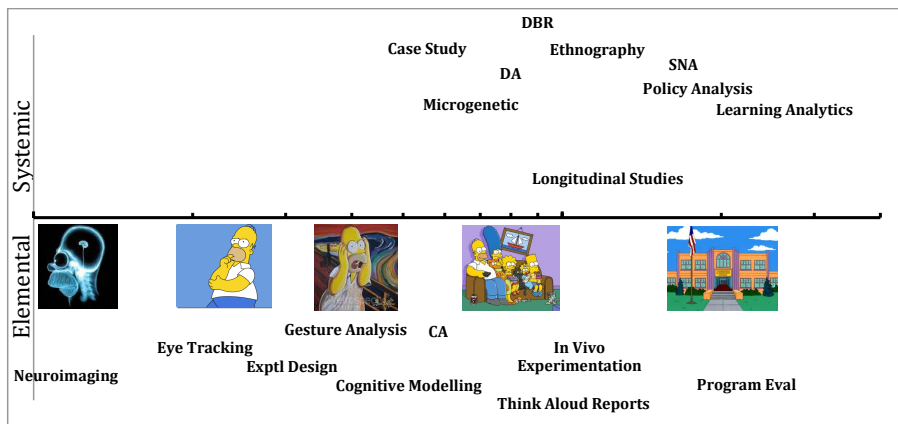 DBR
Case Study
Ethnography
DA
SNA
Policy Analysis
Microgenetic
Learning Analytics
Systemic
Longitudinal Studies
Elemental
Gesture Analysis
CA
Eye Tracking
In Vivo
Experimentation
Exptl Design
Neuroimaging
Cognitive Modelling
Program Eval
Think Aloud Reports